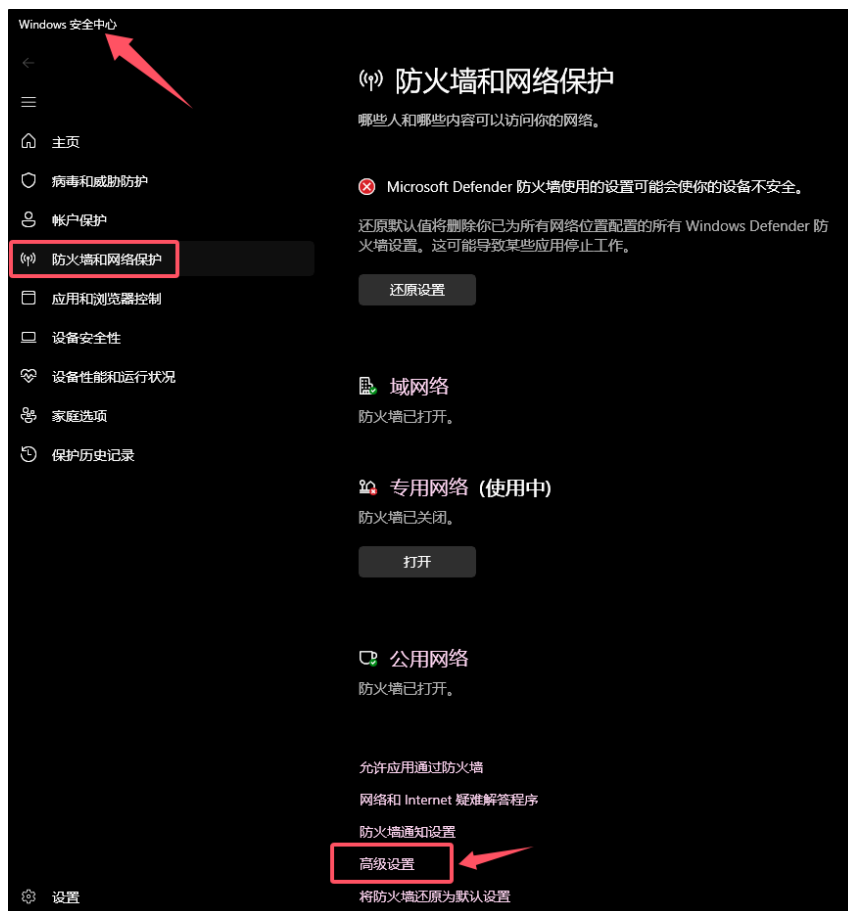 Windows 安全中心
主页
病毒和威胁防护
帐户保护
防火墙和网络保护
应用和浏览器控制
设备安全性
设备性能和运行状况
家庭选项
保护历史记录
设置
防火墙和网络保护
哪些人和哪些内容可以访问你的网络。
Microsoft Defender 防火墙使用的设置可能会使你的设备不安全。
还原默认值将删除你已为所有网络位置配置的所有 Windows Defender 防
火墙设置。这可能导致某些应用停止工作。
还原设置
域网络
防火墙已打开。
专用网络 (使用中)
防火墙已关闭。
打开
公用网络
防火墙已打开。
允许应用通过防火墙
网络和 Internet 疑难解答程序
防火墙通知设置
高级设置
将防火墙还原为默认设置